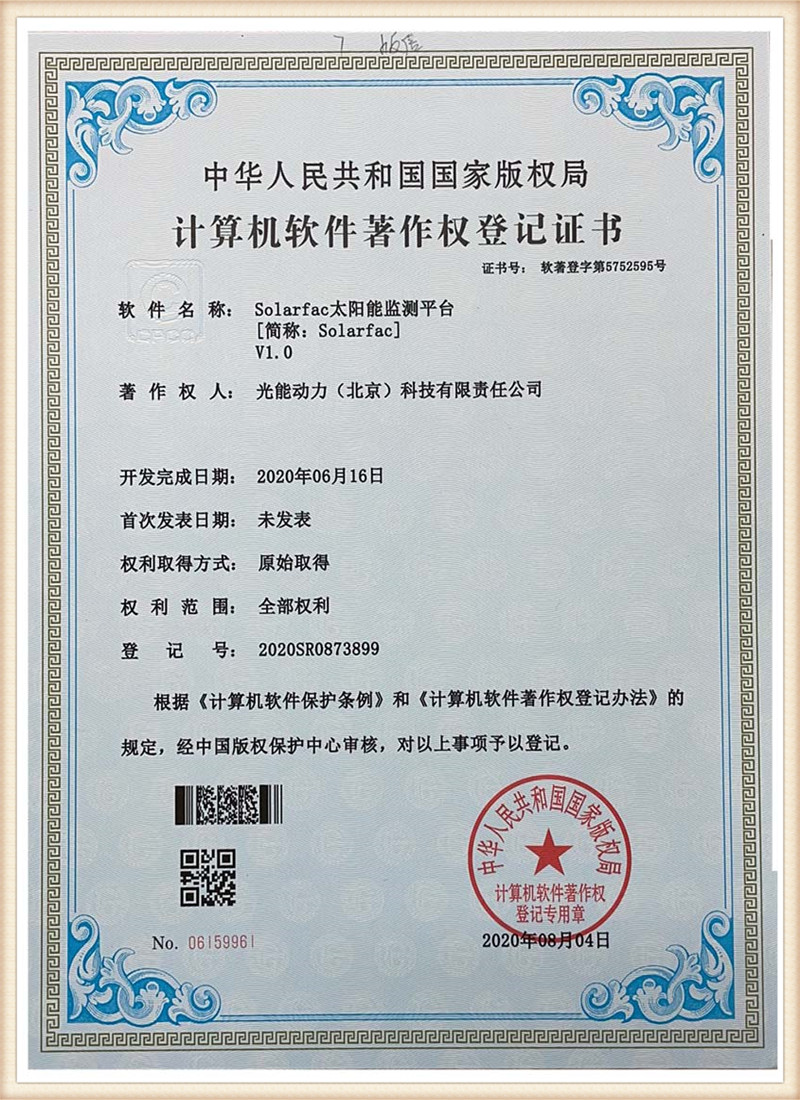 中华人民共和国国家版权局
计算机软件著作权登记证书
证书号： 软著登字第5752595号
软件名称： Solarfac太阳能监测平台
[简称：Solarfac]
V1.0
著作权人： 光能动力（北京）科技有限责任公司
开发完成日期： 2020年06月16日
首次发表日期： 未发表
权利取得方式： 原始取得
权利范围： 全部权利
登记号： 2020SR0873899
根据《计算机软件保护条例》和《计算机软件著作权登记办法》的
规定，经中国版权保护中心审核，对以上事项予以登记。
中华人民共和国国家版权局
计算机软件著作权
登记专用章
No. 06159961
2020年08月04日